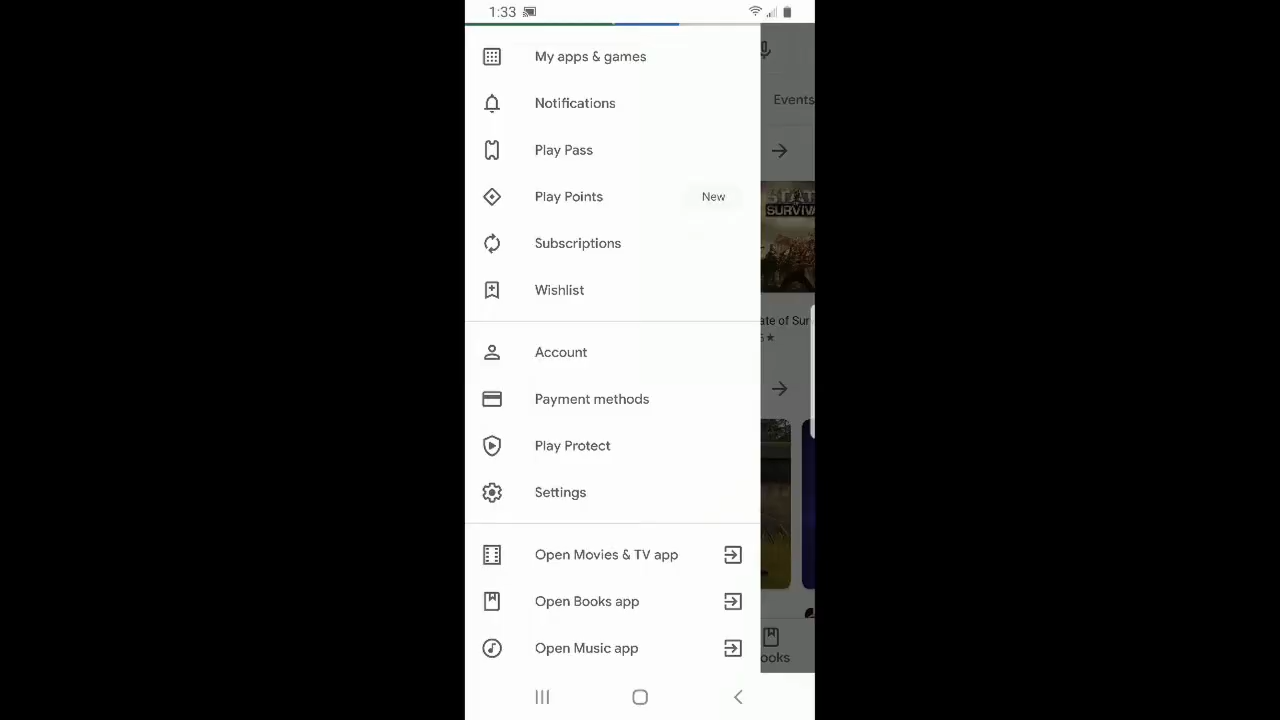 1:33
My apps & games
Notifications
Events
Play Pass
Play Points
New
Subscriptions
Wishlist
Account
Payment methods
Play Protect
Settings
Open Movies & TV app
Open Books app
Open Music app